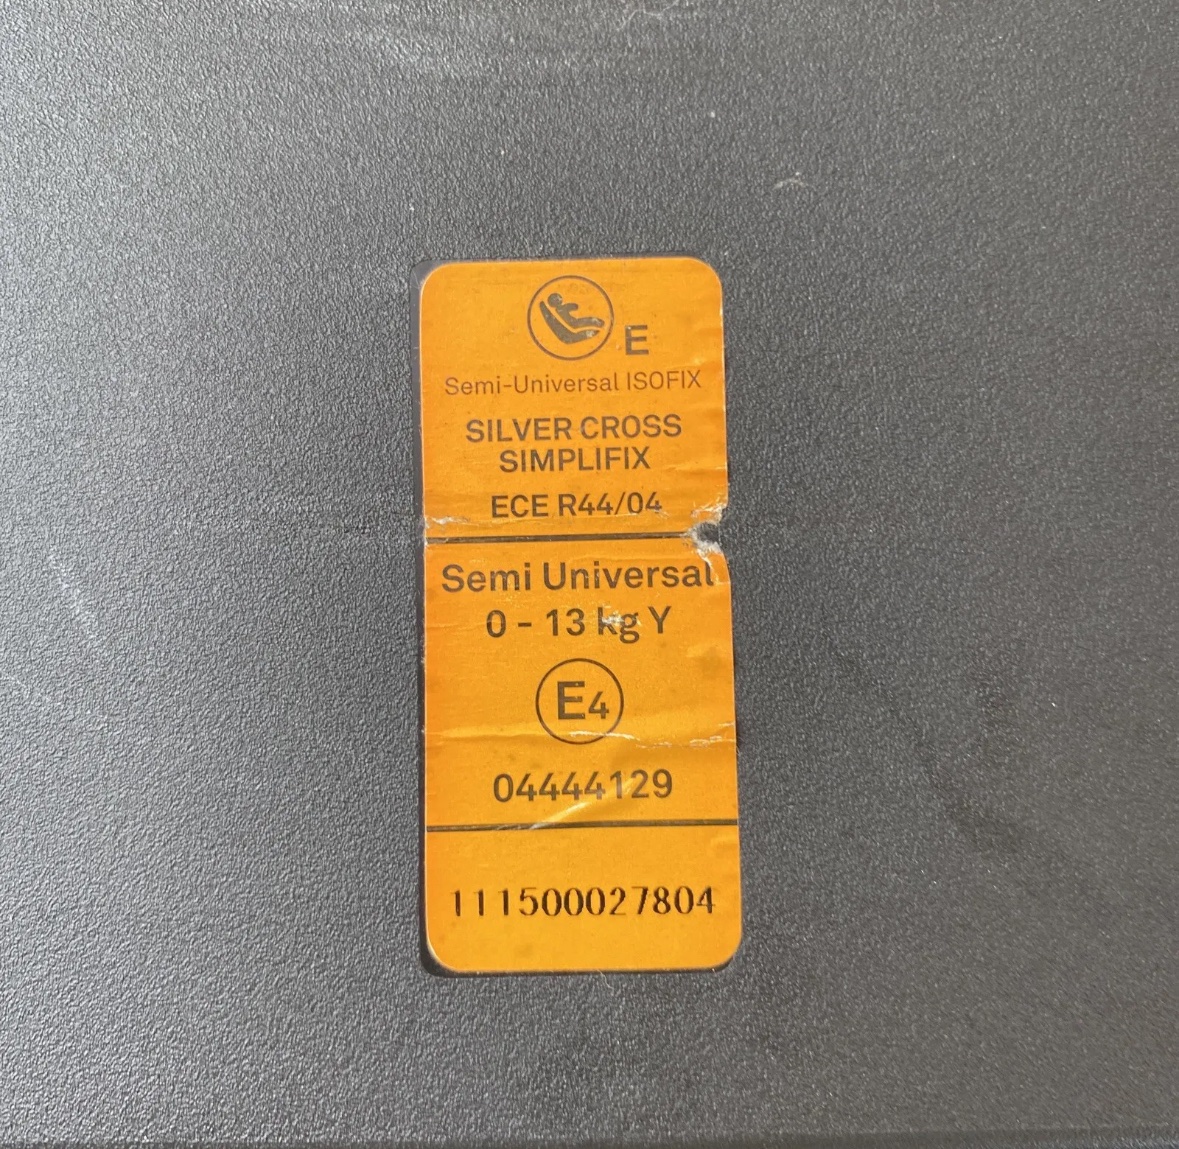 E
Semi-Universal ISOFIX
SILVER CROSS
SIMPLIFIX
ECE R44/04
Semi Universal
0 - 13 kg Y
E4
04444129
111500027804